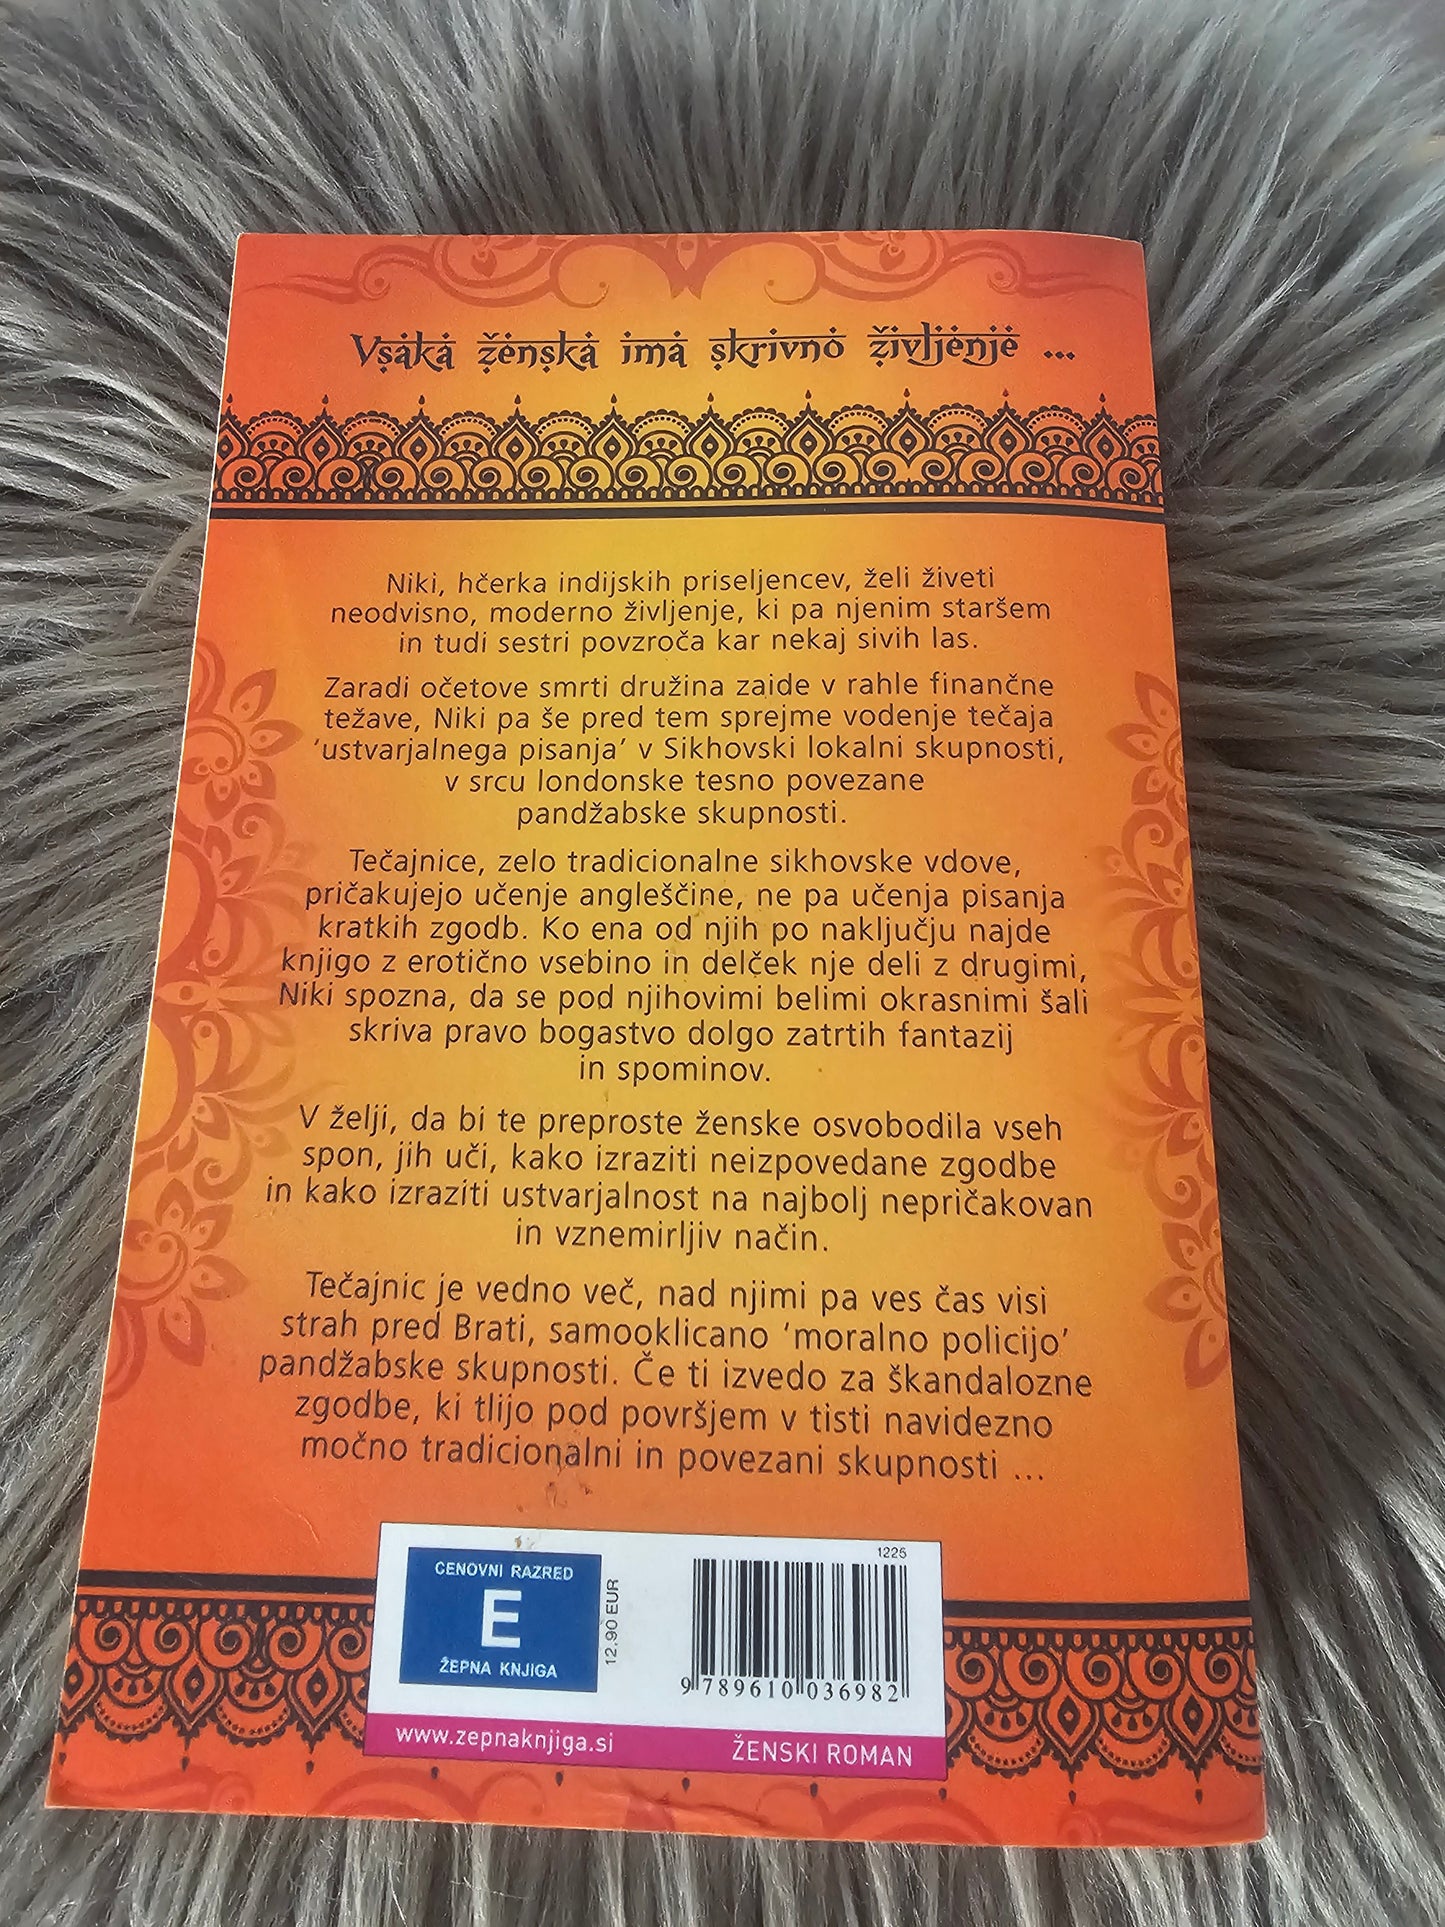 Vsaka ženska ima skrivno življenje ...
Niki, hčerka indijskih priseljencev, želi živeti
neodvisno, moderno življenje, ki pa njenim staršem
in tudi sestri povzroča kar nekaj sivih las.
Zaradi očetove smrti družina zaide v rahle finančne
težave, Niki pa še pred tem sprejme vodenje tečaja
'ustvarjalnega pisanja' v Sikhovski lokalni skupnosti,
v srcu londonske tesno povezane
pandžabske skupnosti.
Tečajnice, zelo tradicionalne sikhovske vdove,
pričakujejo učenje angleščine, ne pa učenja pisanja
kratkih zgodb. Ko ena od njih po naključju najde
knjigo z erotično vsebino in delček nje deli z drugimi,
Niki spozna, da se pod njihovimi belimi okrasnimi šali
skriva pravo bogastvo dolgo zatrtih fantazij
in spominov.
V želji, da bi te preproste ženske osvobodila vseh
spon, jih uči, kako izraziti neizpovedane zgodbe
in kako izraziti ustvarjalnost na najbolj nepričakovan
in vznemirljiv način.
Tečajnic je vedno več, nad njimi pa ves čas visi
strah pred Brati, samooklicano 'moralno policijo'
pandžabske skupnosti. Če ti izvedo za škandalozne
zgodbe, ki tlijo pod površjem v tisti navidezno
močno tradicionalni in povezani skupnosti ...
CENOVNI RAZRED
E
ŽEPNA KNJIGA
12.90 EUR
1225
9 789610 036982
www.zepnaknjiga.si
ŽENSKI ROMAN